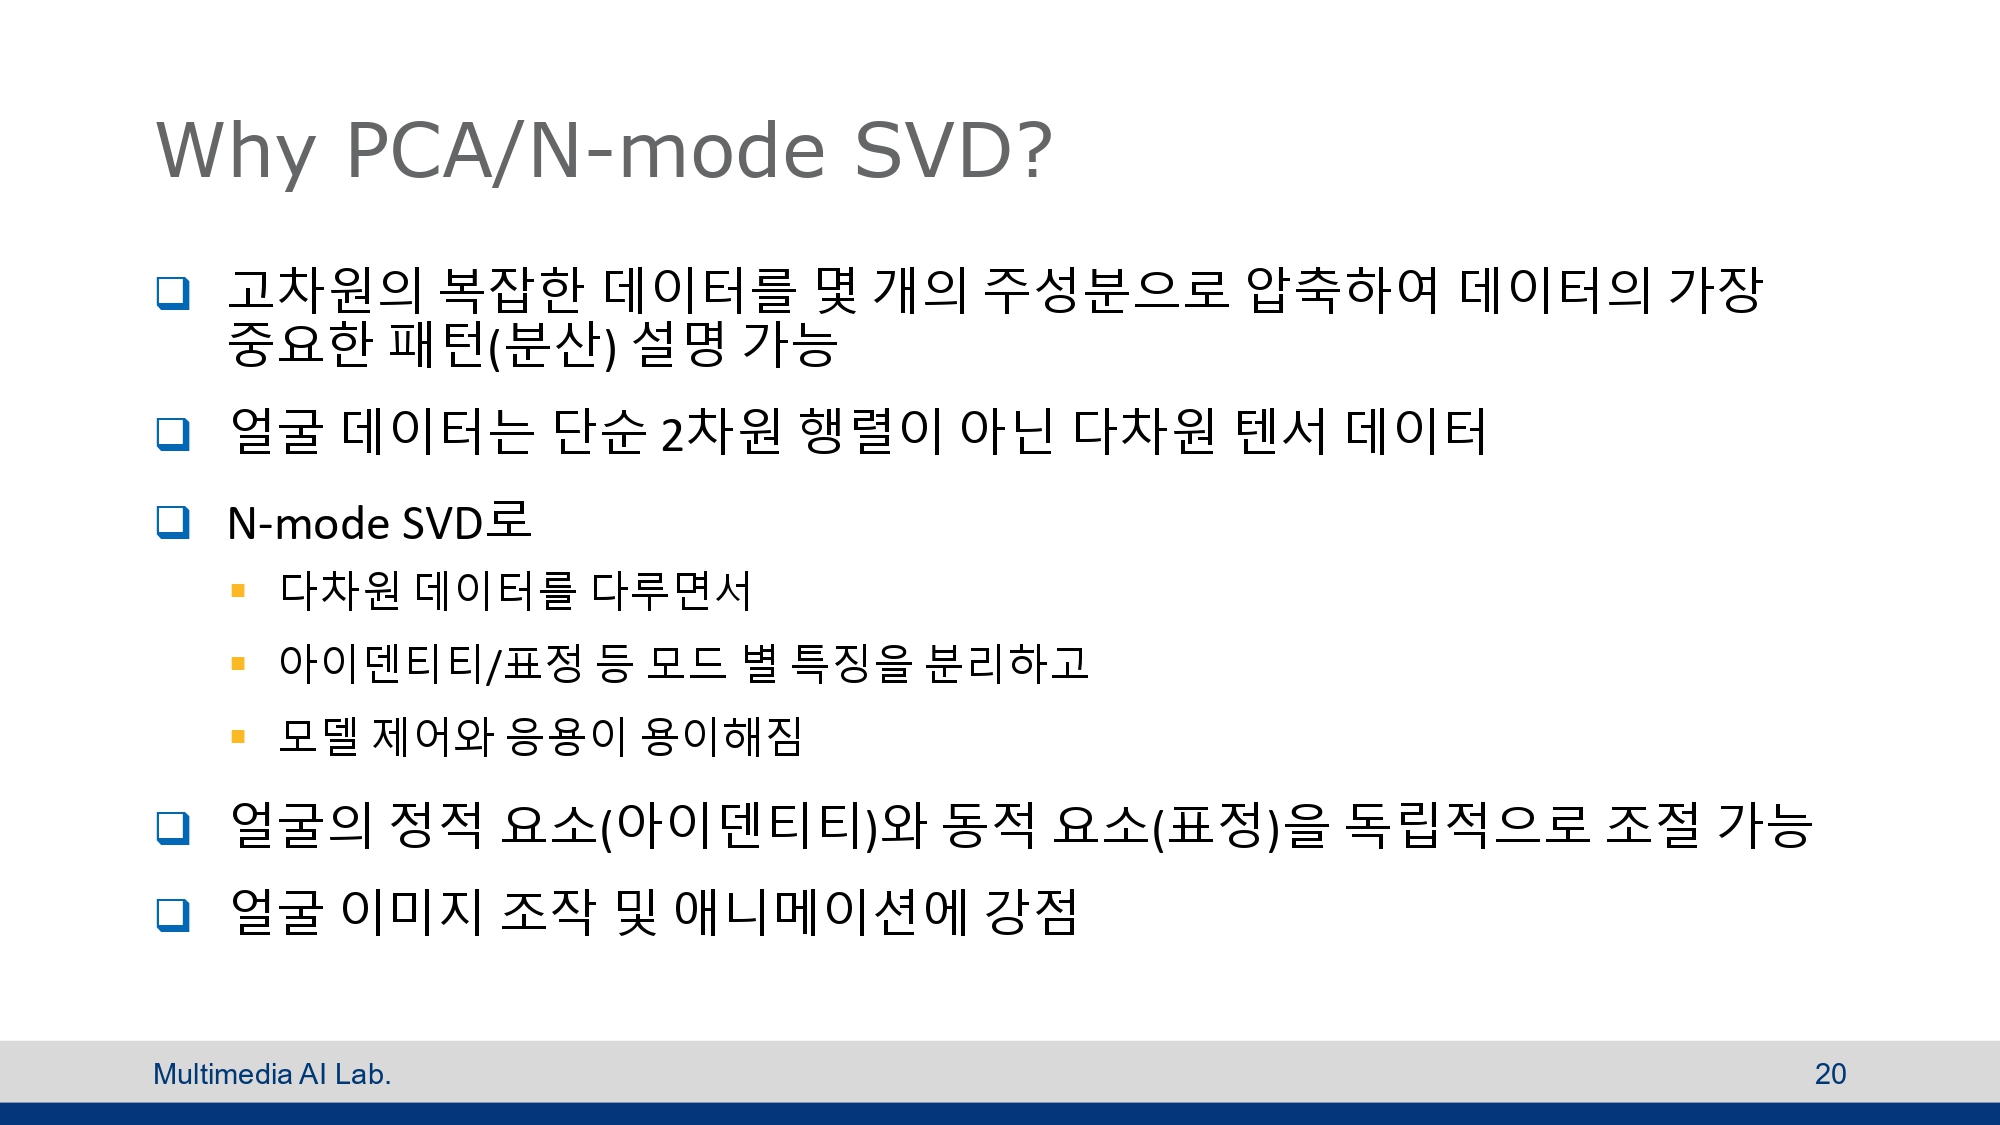 Why PCA/N-mode SVD?
고차원의 복잡한 데이터를 몇 개의 주성분으로 압축하여 데이터의 가장
중요한 패턴(분산) 설명 가능
얼굴 데이터는 단순 2차원 행렬이 아닌 다차원 텐서 데이터
N-mode SVD로
다차원 데이터를 다루면서
아이덴티티/표정 등 모드 별 특징을 분리하고
모델 제어와 응용이 용이해짐
얼굴의 정적 요소(아이덴티티)와 동적 요소(표정)을 독립적으로 조절 가능
얼굴 이미지 조작 및 애니메이션에 강점
Multimedia AI Lab.
20